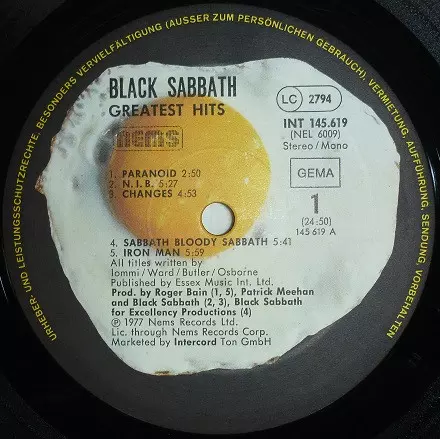 URHEBER- UND LEISTUNGSSCHUTZRECHTE. BESONDERS VERVIELFÄLTIGUNG (AUSSER ZUM PERSÖNLICHEN GEBRAUCH), VERMIETUNG, AUFFÜHRUNG, SENDUNG, VORBEHALTEN
BLACK SABBATH
GREATEST HITS
nems
LC 2794
INT 145.619
(NEL 6009)
Stereo/Mono
GEMA
1
(24:50)
145 619 A
1. PARANOID 2:50
2. N.I.B. 5:27
3. CHANGES 4:53
4. SABBATH BLOODY SABBATH 5:41
5. IRON MAN 5:59
All titles written by
Iommi/Ward/Butler/Osborne
Published by Essex Music Int. Ltd.
Prod. by Roger Bain (1, 5), Patrick Meehan
and Black Sabbath (2, 3), Black Sabbath
for Excellency Productions (4)
℗ 1977 Nems Records Ltd.
Lic. through Nems Records Corp.
Marketed by Intercord Ton GmbH